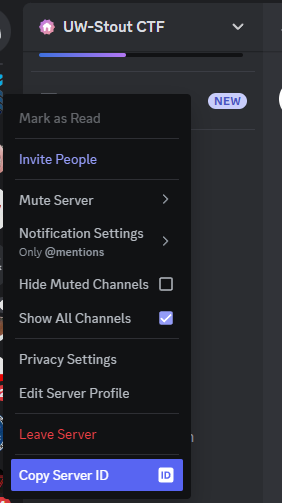 UW-Stout CTF
NEW
Mark as Read
Invite People
Mute Server
Notification Settings
Only @mentions
Hide Muted Channels
Show All Channels
Privacy Settings
Edit Server Profile
Leave Server
Copy Server ID
ID